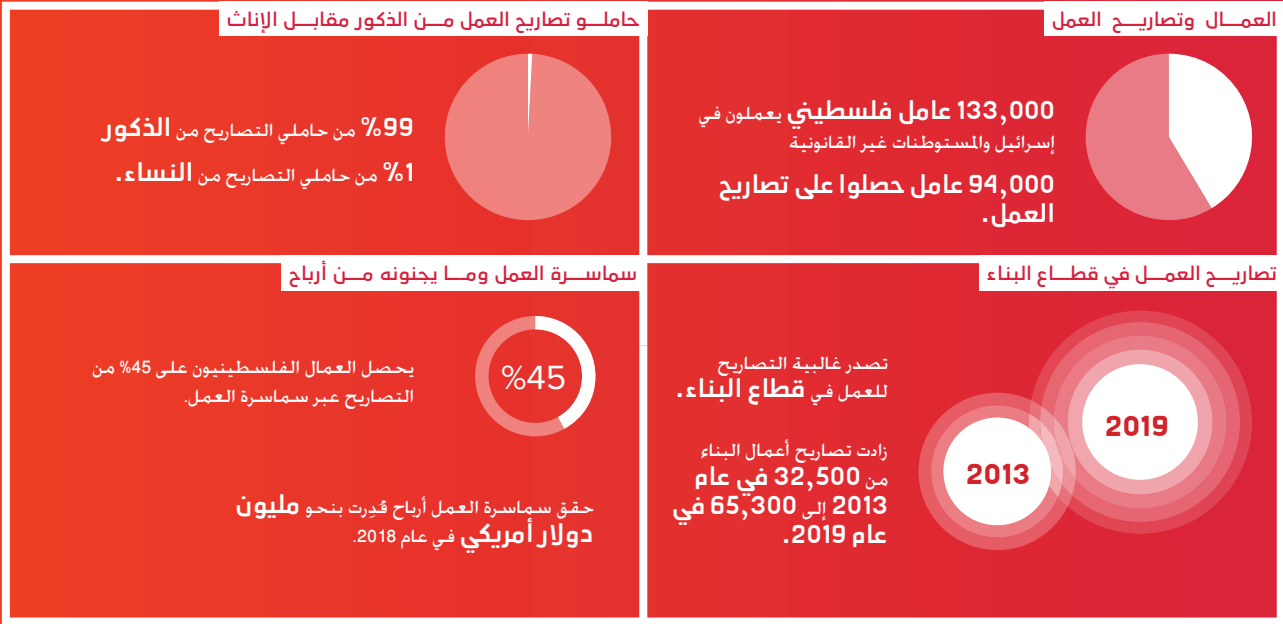 العمال وتصاريح العمل
133,000 عامل فلسطيني يعملون في
إسرائيل والمستوطنات غير القانونية
94,000 عامل حصلوا على تصاريح
العمل.
حاملو تصاريح العمل من الذكور مقابل الإناث
%99 من حاملي التصاريح من الذكور
%1 من حاملي التصاريح من النساء.
تصاريح العمل في قطاع البناء
2019
2013
تصدر غالبية التصاريح
للعمل في قطاع البناء.
زادت تصاريح أعمال البناء
من 32,500 في عام
2013 إلى 65,300 في
عام 2019.
سماسرة العمل وما يجنونه من أرباح
%45
يحصل العمال الفلسطينيون على 45% من
التصاريح عبر سماسرة العمل.
حقق سماسرة العمل أرباح قُدِرت بنحو مليون
دولار أمريكي في عام 2018.